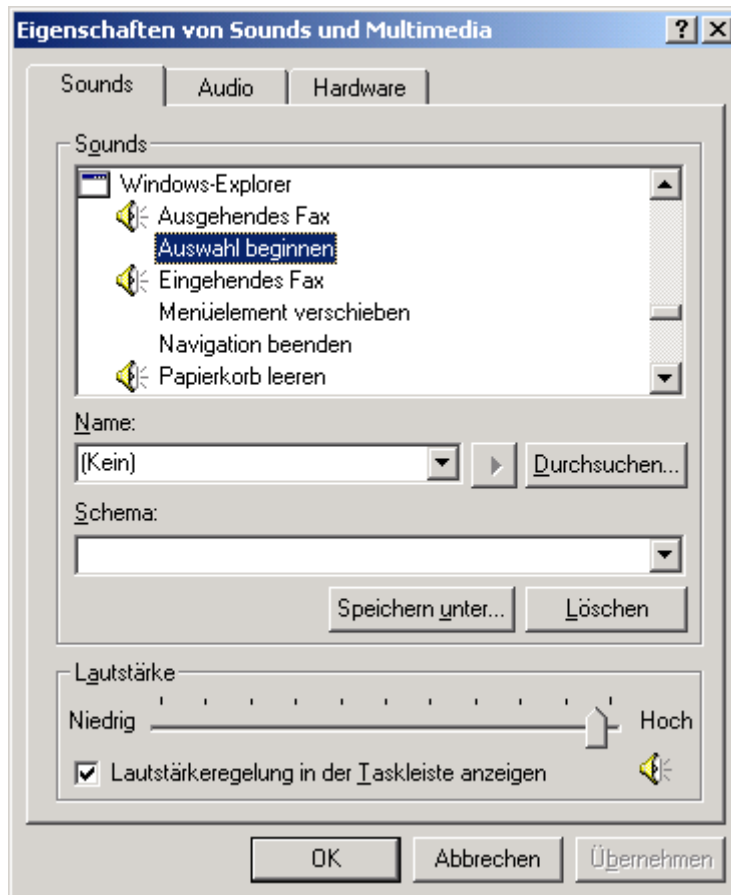 Eigenschaften von Sounds und Multimedia
Sounds Audio Hardware
Sounds
Windows-Explorer
Ausgehendes Fax
Auswahl beginnen
Eingehendes Fax
Menüelement verschieben
Navigation beenden
Papierkorb leeren
Name:
(Kein) Durchsuchen...
Schema:
Speichern unter... Löschen
Lautstärke
Niedrig Hoch
Lautstärkeregelung in der Taskleiste anzeigen
OK Abbrechen Übernehmen